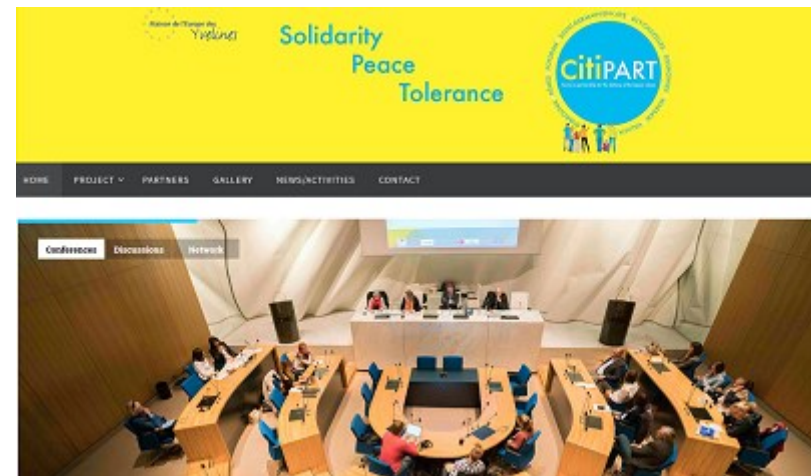 Maison de l'Europe des
Yvelines
Solidarity
Peace
Tolerance
CitiPART
HOME PROJECT PARTNERS GALLERY NEWS/ACTIVITIES CONTACT
Conferences Discussions Network